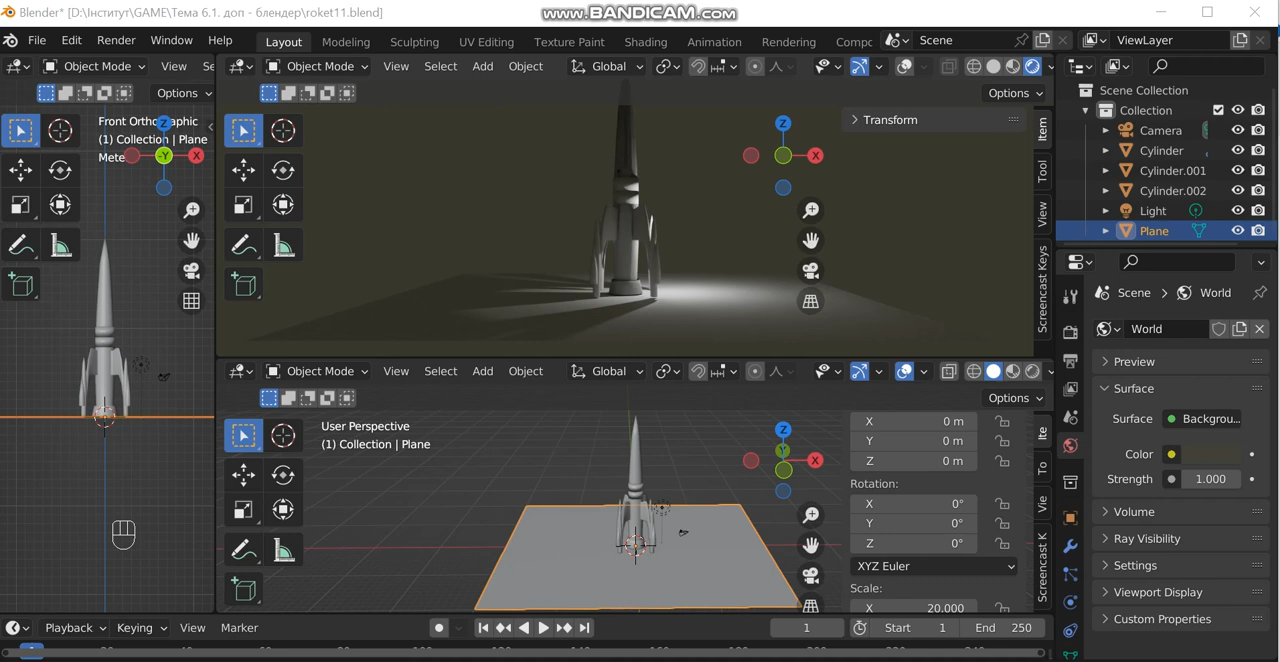 Blender* [D:\Інститут\GAME\Тема 6.1. доп - блендер\roket11.blend]
www.BANDICAM.com
File Edit Render Window Help
Layout Modeling Sculpting UV Editing Texture Paint Shading Animation Rendering Compc
Scene
ViewLayer
Object Mode View Se
Options
Front Orthographic
(1) Collection | Plane
Mete
Z
-Y
X
Object Mode View Select Add Object Global
Options
Transform
Z
X
Item
Tool
View
Screencast Keys
Object Mode View Select Add Object Global
Options
User Perspective
(1) Collection | Plane
Z
Y
X
X 0 m
Y 0 m
Z 0 m
Rotation:
X 0°
Y 0°
Z 0°
XYZ Euler
Scale:
X 20.000
Ite
To
Vie
Screencast K
Scene Collection
Collection
Camera
Cylinder
Cylinder.001
Cylinder.002
Light
Plane
Scene > World
World
Preview
Surface
Surface Backgrou...
Color
Strength 1.000
Volume
Ray Visibility
Settings
Viewport Display
Custom Properties
Playback Keying View Marker
1
Start 1 End 250